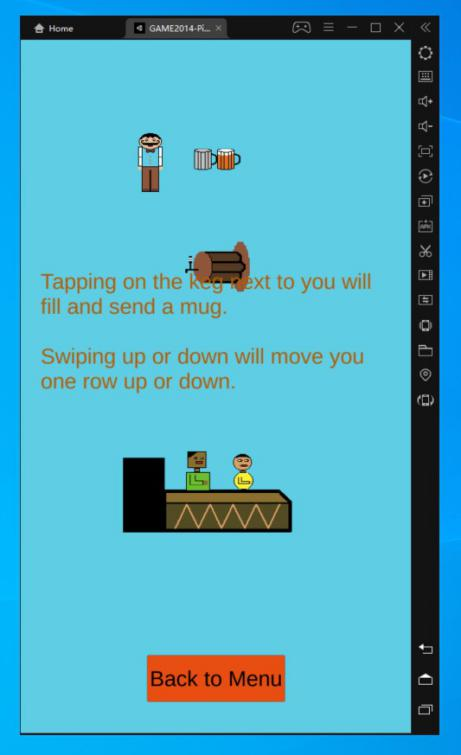 Home
GAME2014-Pi...
Tapping on the keg next to you will
fill and send a mug.
Swiping up or down will move you
one row up or down.
Back to Menu
APK